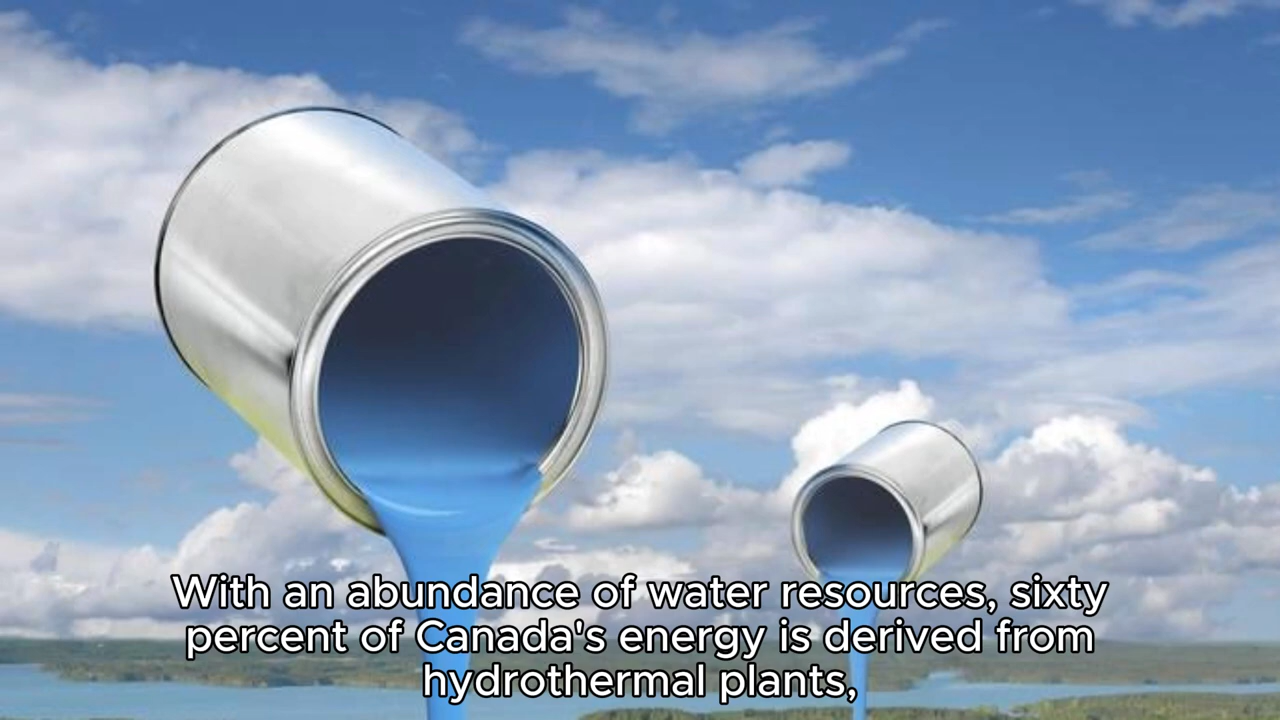 With an abundance of water resources, sixty
percent of Canada's energy is derived from
hydrothermal plants,